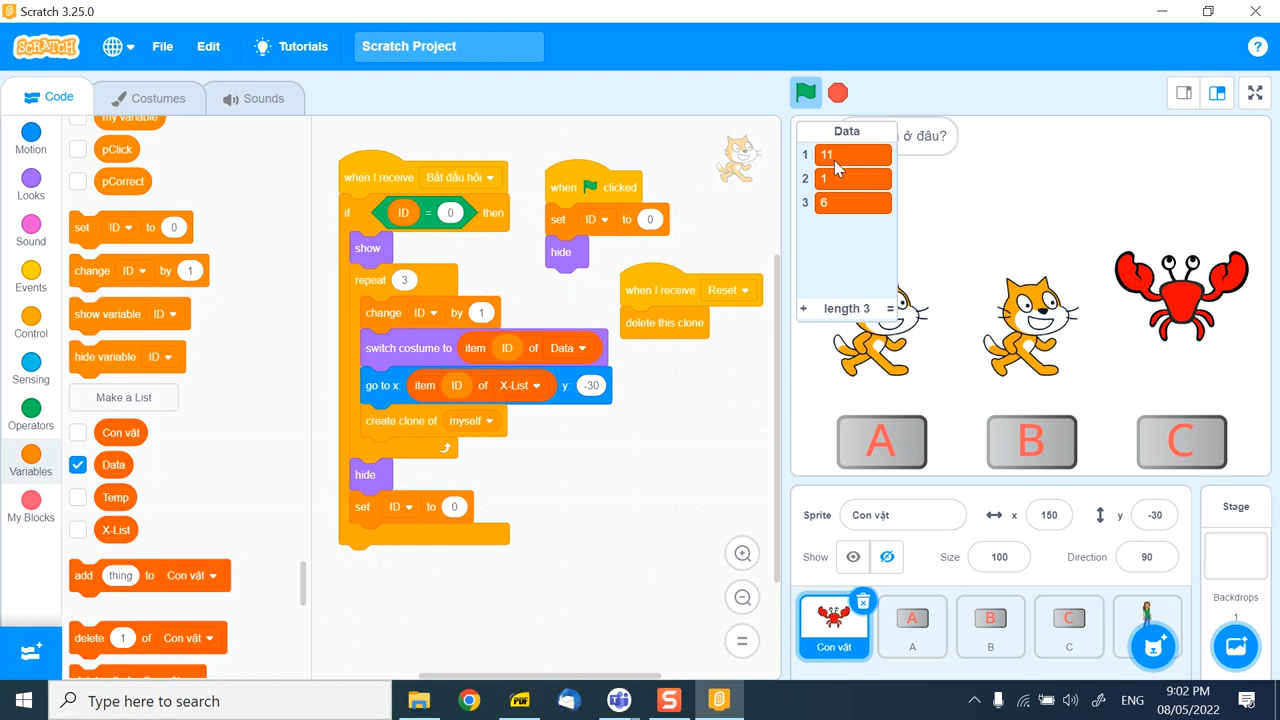 Scratch 3.25.0
SCRATCH
File
Edit
Tutorials
Scratch Project
?
Code
Costumes
Sounds
Motion
Looks
Sound
Events
Control
Sensing
Operators
Variables
My Blocks
my variable
pClick
pCorrect
set ID to 0
change ID by 1
show variable ID
hide variable ID
Make a List
Con vật
Data
Temp
X-List
add thing to Con vật
delete 1 of Con vật
when I receive Bắt đầu hỏi
if ID = 0 then
show
repeat 3
change ID by 1
switch costume to item ID of Data
go to x: item ID of X-List y: -30
create clone of myself
hide
set ID to 0
when clicked
set ID to 0
hide
when I receive Reset
delete this clone
ở đâu?
Data
1 11
2 1
3 6
+ length 3 =
A
B
C
Sprite Con vật x 150 y -30
Show Size 100 Direction 90
Con vật
A A
B B
C C
Stage
Backdrops
1
Type here to search
PDF
S
ENG
9:02 PM
08/05/2022